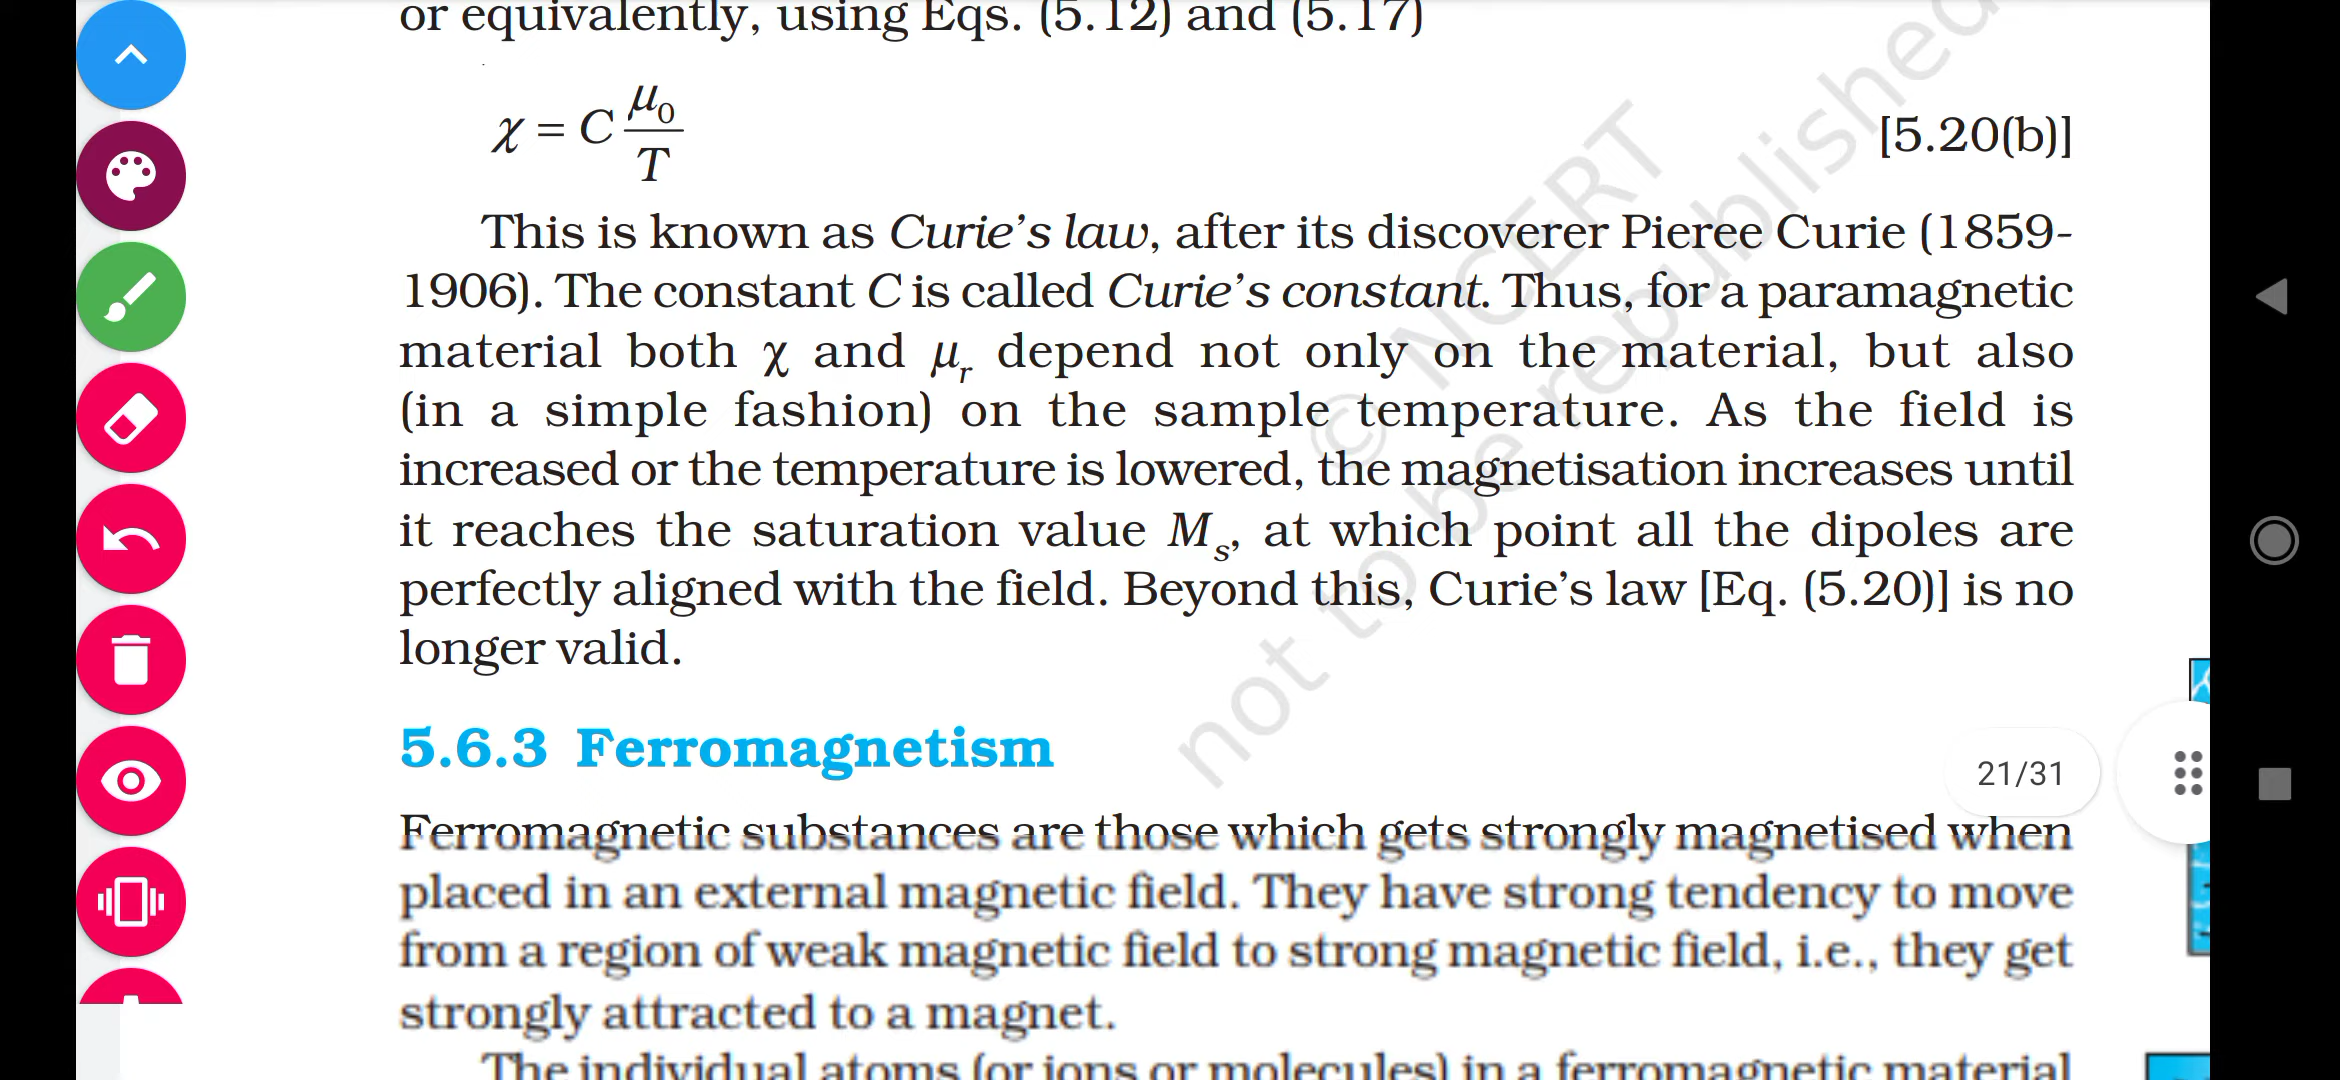 or equivalently, using Eqs. (5.12) and (5.17)
χ = C μ₀/T [5.20(b)]
This is known as Curie’s law, after its discoverer Pieree Curie (1859-
1906). The constant C is called Curie’s constant. Thus, for a paramagnetic
material both χ and μᵣ depend not only on the material, but also
(in a simple fashion) on the sample temperature. As the field is
increased or the temperature is lowered, the magnetisation increases until
it reaches the saturation value Mₛ, at which point all the dipoles are
perfectly aligned with the field. Beyond this, Curie’s law [Eq. (5.20)] is no
longer valid.
5.6.3 Ferromagnetism
21/31
Ferromagnetic substances are those which gets strongly magnetised when
placed in an external magnetic field. They have strong tendency to move
from a region of weak magnetic field to strong magnetic field, i.e., they get
strongly attracted to a magnet.
The individual atoms (or ions or molecules) in a ferromagnetic material
© NCERT
not to be republished